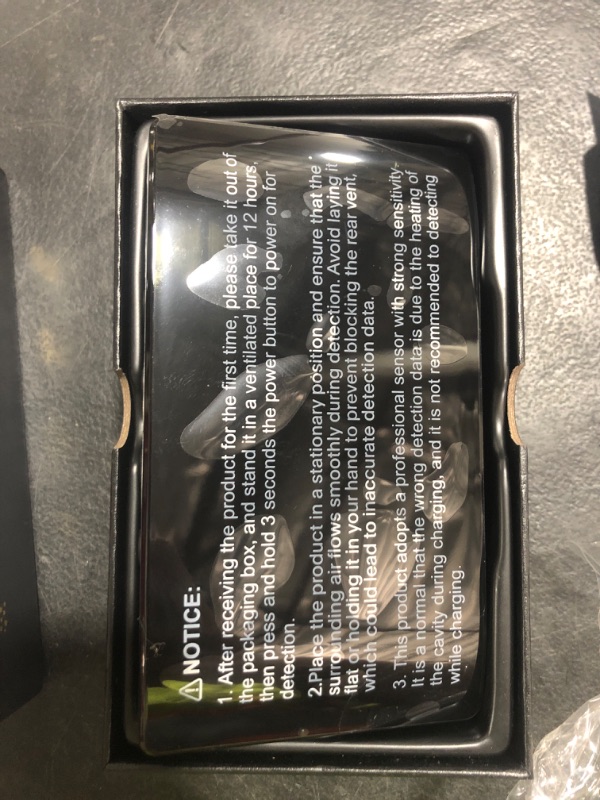 ⚠ NOTICE:
1. After receiving the product for the first time, please take it out of
the packaging box, and stand it in a ventilated place for 12 hours,
then press and hold 3 seconds the power button to power on for
detection.
2.Place the product in a stationary position and ensure that the
surrounding air flows smoothly during detection. Avoid laying it
flat or holding it in your hand to prevent blocking the rear vent,
which could lead to inaccurate detection data.
3. This product adopts a professional sensor with strong sensitivity.
It is a normal that the wrong detection data is due to the heating of
the cavity during charging, and it is not recommended to detecting
while charging.